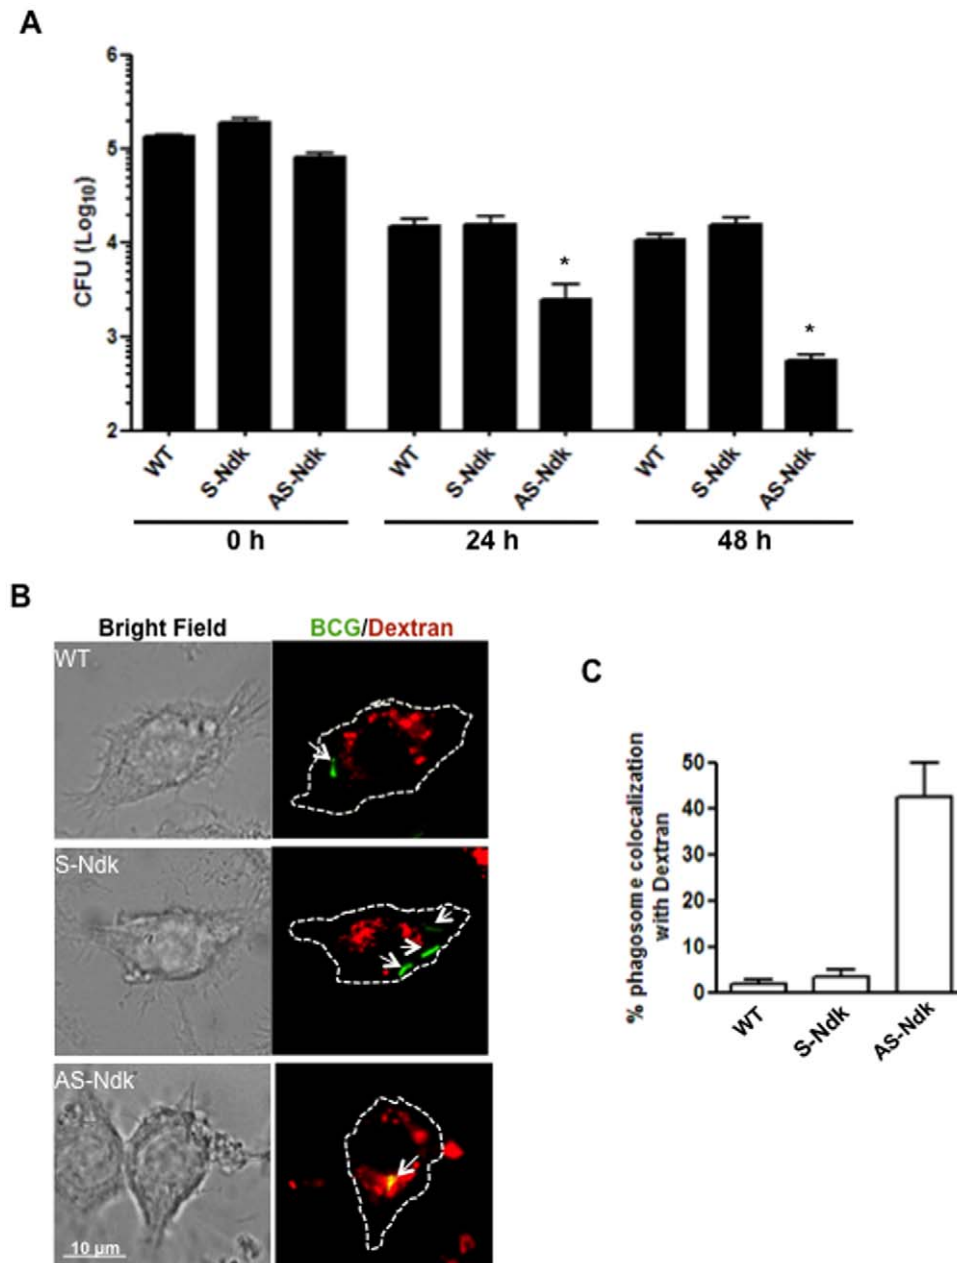 A
CFU (Log10)
6
5
4
3
2
WT
S-Ndk
AS-Ndk
WT
S-Ndk
AS-Ndk
*
WT
S-Ndk
AS-Ndk
*
0 h
24 h
48 h
B
Bright Field
BCG/Dextran
WT
S-Ndk
AS-Ndk
10 µm
C
% phagosome colocalization
with Dextran
50
40
30
20
10
0
WT
S-Ndk
AS-Ndk